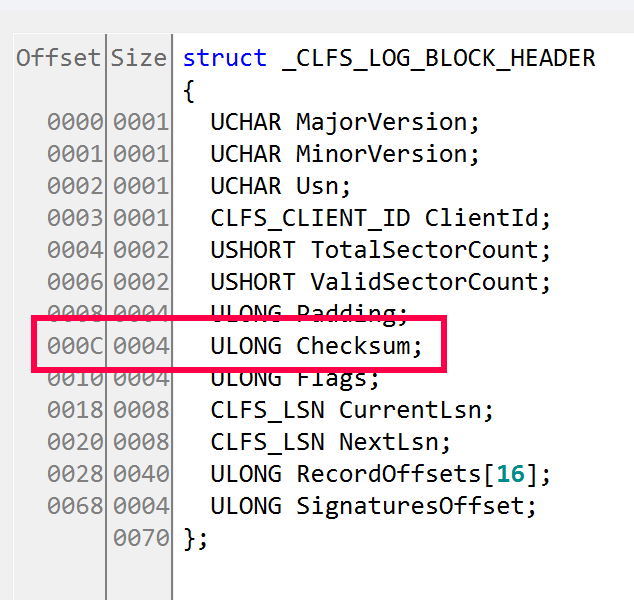 Offset Size struct _CLFS_LOG_BLOCK_HEADER
{
0000 0001 UCHAR MajorVersion;
0001 0001 UCHAR MinorVersion;
0002 0001 UCHAR Usn;
0003 0001 CLFS_CLIENT_ID ClientId;
0004 0002 USHORT TotalSectorCount;
0006 0002 USHORT ValidSectorCount;
0008 0004 ULONG Padding;
000C 0004 ULONG Checksum;
0010 0004 ULONG Flags;
0018 0008 CLFS_LSN CurrentLsn;
0020 0008 CLFS_LSN NextLsn;
0028 0040 ULONG RecordOffsets[16];
0068 0004 ULONG SignaturesOffset;
0070 };